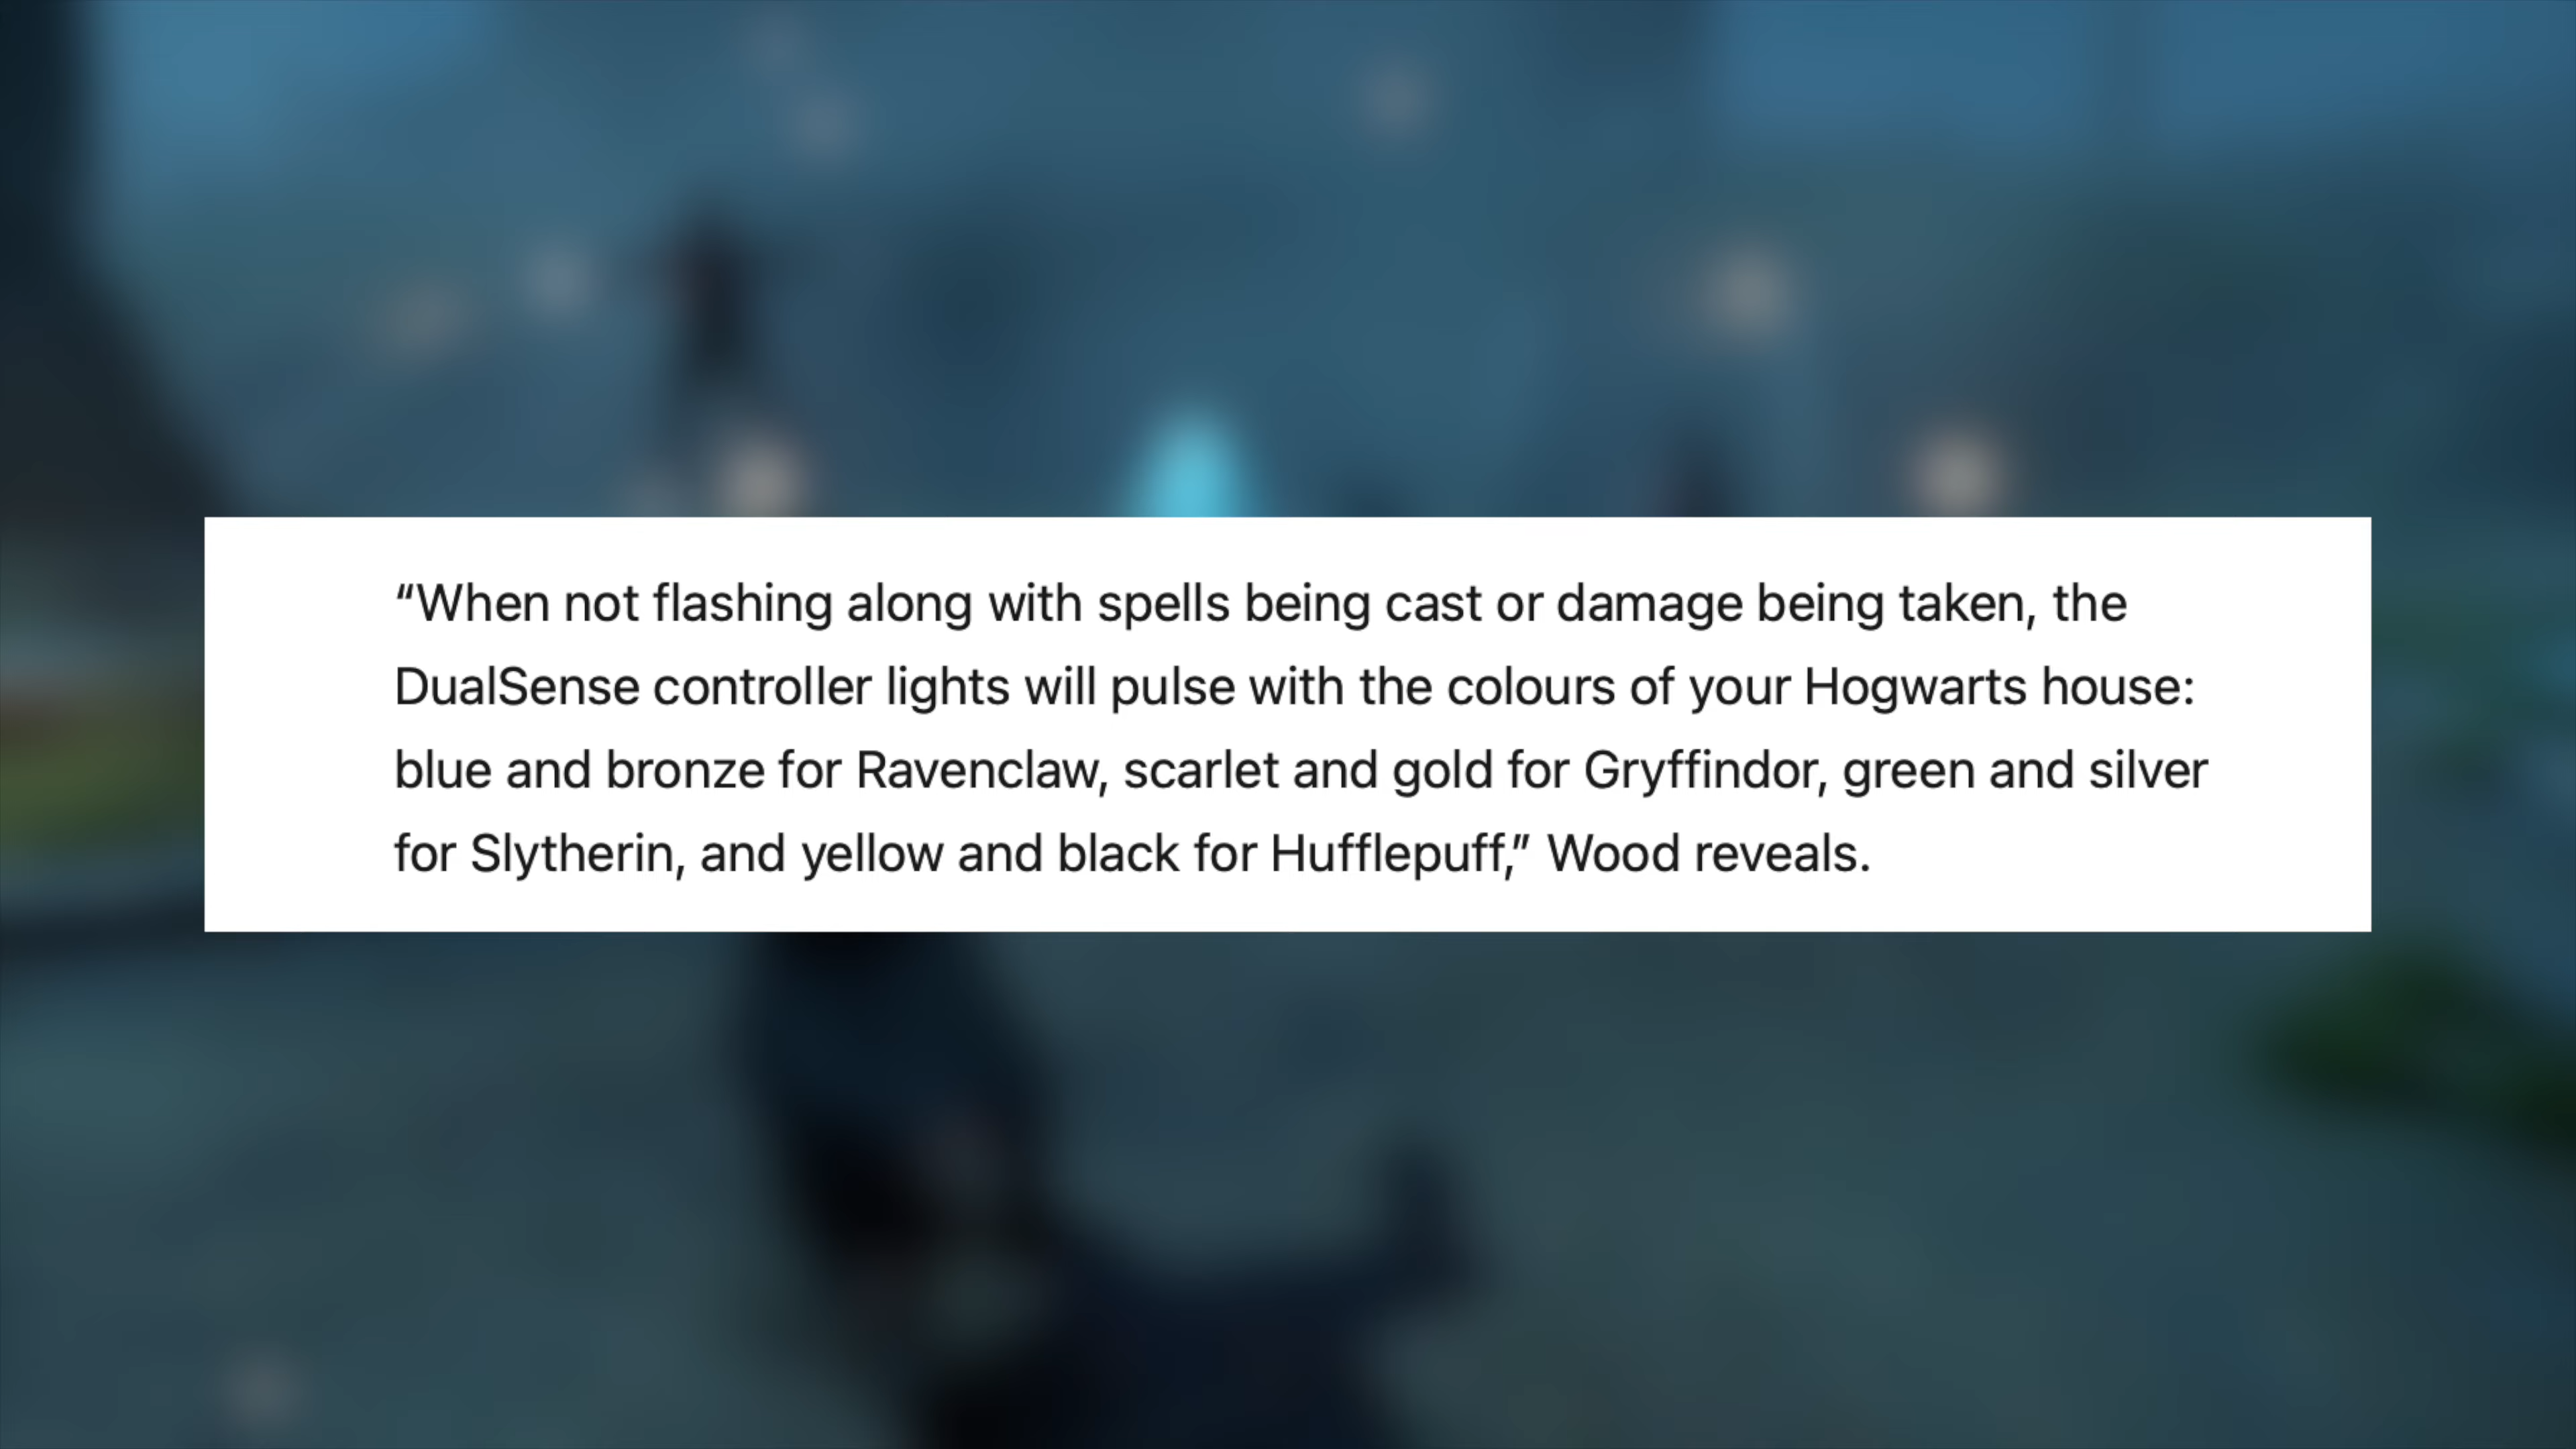 “When not flashing along with spells being cast or damage being taken, the
DualSense controller lights will pulse with the colours of your Hogwarts house:
blue and bronze for Ravenclaw, scarlet and gold for Gryffindor, green and silver
for Slytherin, and yellow and black for Hufflepuff,” Wood reveals.